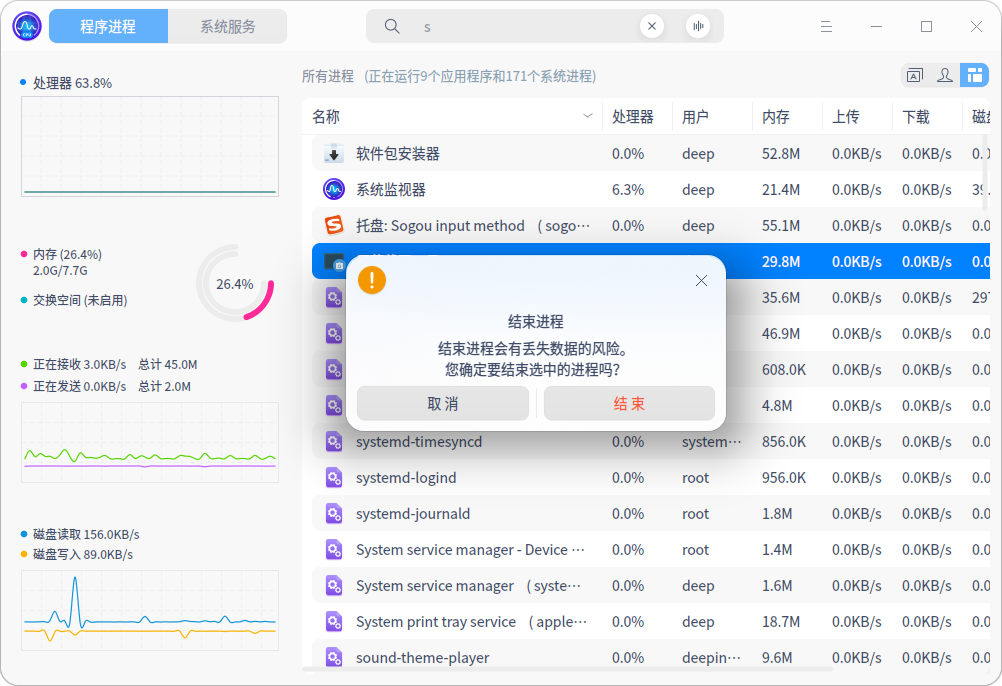 CPU
程序进程 系统服务
s
处理器 63.8%
内存 (26.4%)
2.0G/7.7G
26.4%
交换空间 (未启用)
正在接收 3.0KB/s 总计 45.0M
正在发送 0.0KB/s 总计 2.0M
磁盘读取 156.0KB/s
磁盘写入 89.0KB/s
所有进程 (正在运行9个应用程序和171个系统进程)
名称 处理器 用户 内存 上传 下载
软件包安装器 0.0% deep 52.8M 0.0KB/s 0.0KB/s 0.0
系统监视器 6.3% deep 21.4M 0.0KB/s 0.0KB/s 39.
托盘: Sogou input method ( sogo··· 0.0% deep 55.1M 0.0KB/s 0.0KB/s 0.0
29.8M 0.0KB/s 0.0KB/s 0.0
35.6M 0.0KB/s 0.0KB/s 297
46.9M 0.0KB/s 0.0KB/s 0.0
608.0K 0.0KB/s 0.0KB/s 0.0
4.8M 0.0KB/s 0.0KB/s 0.0
systemd-timesyncd 0.0% system··· 856.0K 0.0KB/s 0.0KB/s 0.0
systemd-logind 0.0% root 956.0K 0.0KB/s 0.0KB/s 0.0
systemd-journald 0.0% root 1.8M 0.0KB/s 0.0KB/s 0.0
System service manager - Device ··· 0.0% root 1.4M 0.0KB/s 0.0KB/s 0.0
System service manager ( syste··· 0.0% deep 1.6M 0.0KB/s 0.0KB/s 0.0
System print tray service ( apple··· 0.0% deep 18.7M 0.0KB/s 0.0KB/s 0.0
sound-theme-player 0.0% deepin··· 9.6M 0.0KB/s 0.0KB/s 0.0
结束进程
结束进程会有丢失数据的风险。
您确定要结束选中的进程吗?
取 消 结 束